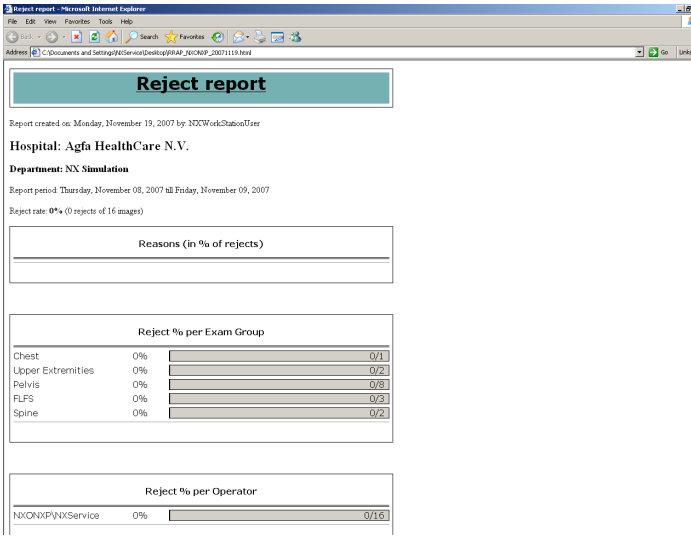 Reject report - Microsoft Internet Explorer
File Edit View Favorites Tools Help
Back Search Favorites
Address C:\Documents and Settings\NXService\Desktop\RRAP_NXONXP_20071119.html Go Links
Reject report
Report created on: Monday, November 19, 2007 by: NXWorkStationUser
Hospital: Agfa HealthCare N.V.
Department: NX Simulation
Report period: Thursday, November 08, 2007 till Friday, November 09, 2007
Reject rate: 0% (0 rejects of 16 images)
Reasons (in % of rejects)
Reject % per Exam Group
Chest 0% 0/1
Upper Extremities 0% 0/2
Pelvis 0% 0/8
FLFS 0% 0/3
Spine 0% 0/2
Reject % per Operator
NXONXP\NXService 0% 0/16